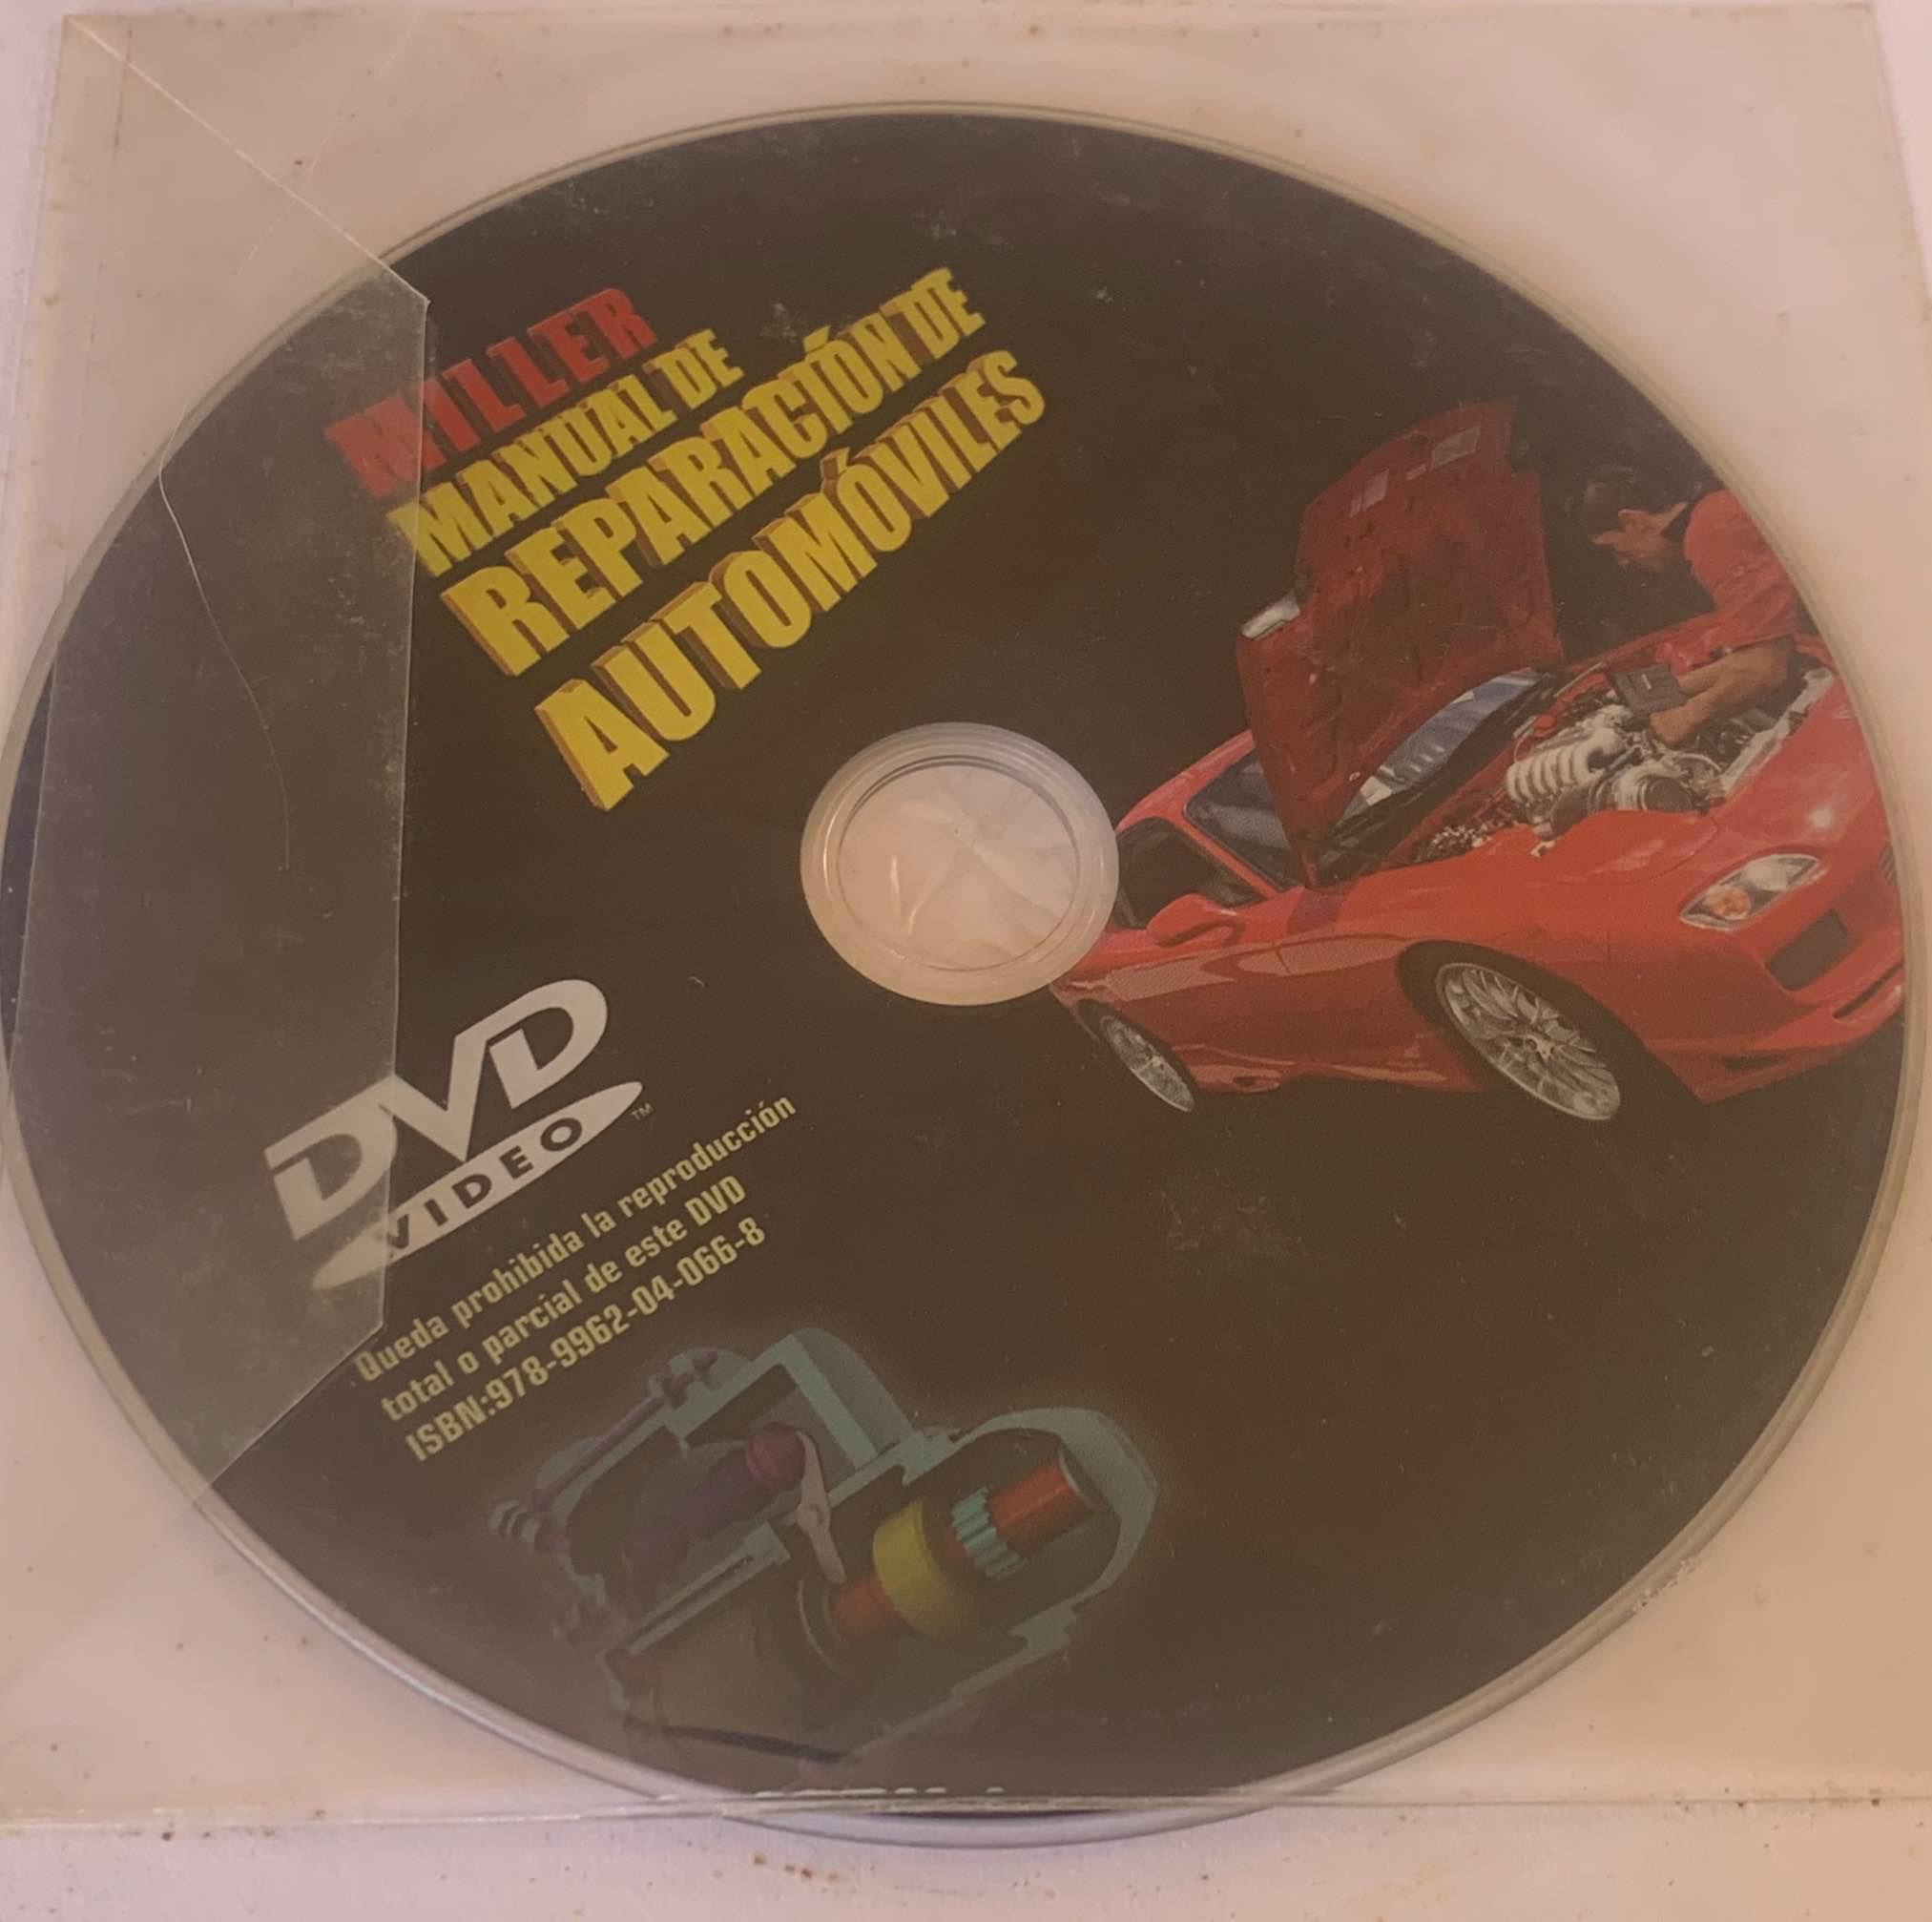 MILLER
MANUAL DE
REPARACIÓN DE
AUTOMÓVILES
DVD
VIDEO™
Queda prohibida la reproducción
total o parcial de este DVD
ISBN:978-9962-04-066-8